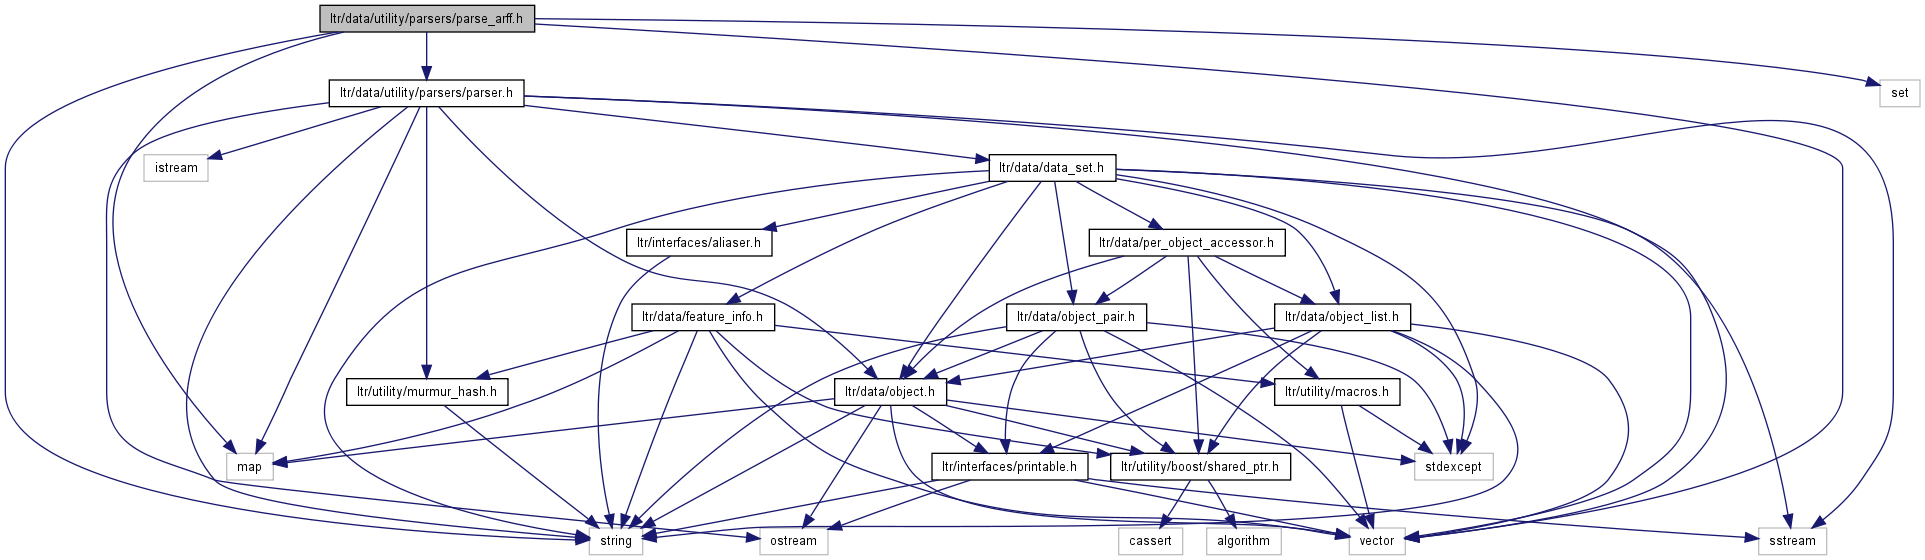 ltr/data/utility/parsers/parse_arff.h
ltr/data/utility/parsers/parser.h
set
istream
ltr/data/data_set.h
ltr/interfaces/aliaser.h
ltr/data/per_object_accessor.h
ltr/data/feature_info.h
ltr/data/object_pair.h
ltr/data/object_list.h
ltr/utility/murmur_hash.h
ltr/data/object.h
ltr/utility/macros.h
map
ltr/interfaces/printable.h
ltr/utility/boost/shared_ptr.h
stdexcept
string
ostream
cassert
algorithm
vector
sstream